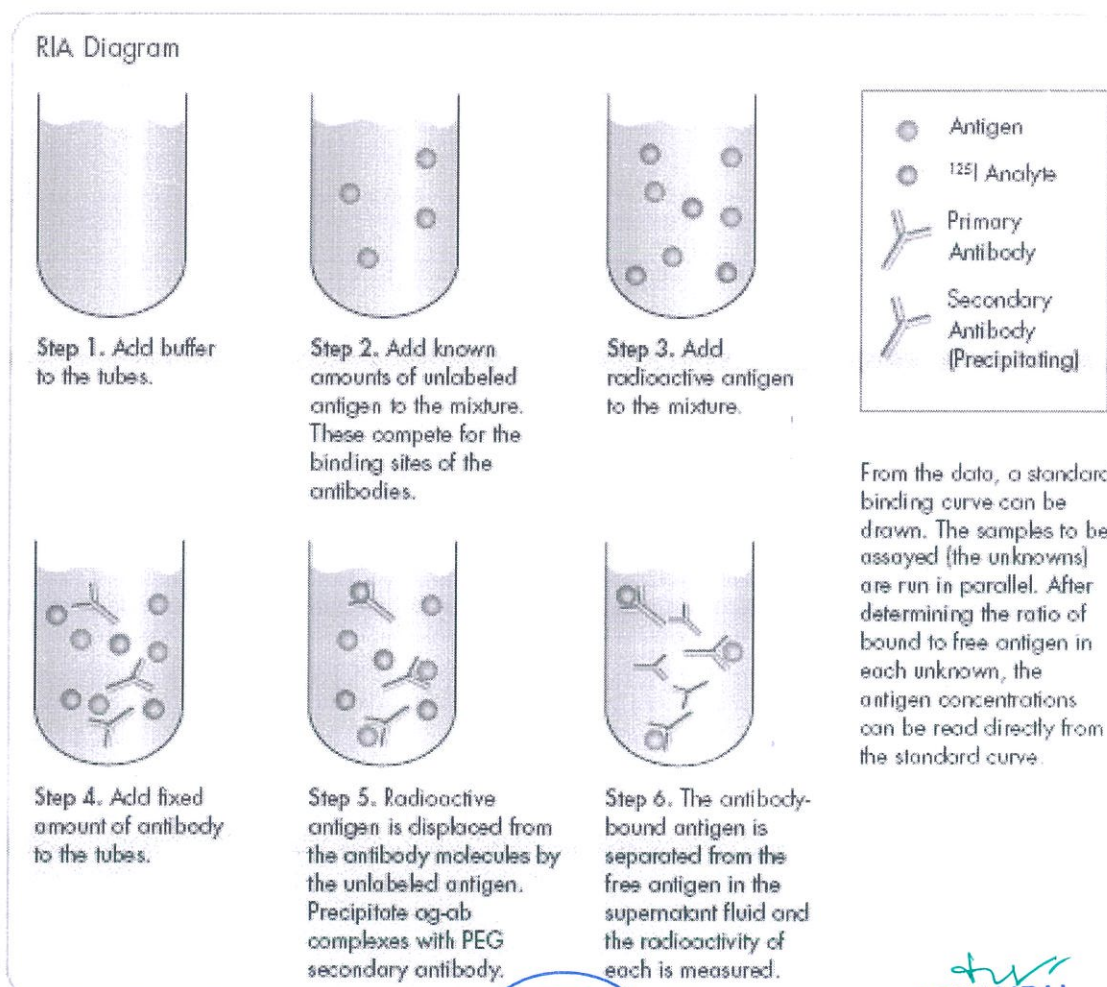 RIA Diagram
Antigen
125I Analyte
Primary
Antibody
Secondary
Antibody
(Precipitating)
Step 1. Add buffer
to the tubes.
Step 2. Add known
amounts of unlabeled
antigen to the mixture.
These compete for the
binding sites of the
antibodies.
Step 3. Add
radioactive antigen
to the mixture.
From the data, a standard
binding curve can be
drawn. The samples to be
assayed (the unknowns)
are run in parallel. After
determining the ratio of
bound to free antigen in
each unknown, the
antigen concentrations
can be read directly from
the standard curve.
Step 4. Add fixed
amount of antibody
to the tubes.
Step 5. Radioactive
antigen is displaced from
the antibody molecules by
the unlabeled antigen.
Precipitate ag-ab
complexes with PEG
secondary antibody.
Step 6. The antibody-
bound antigen is
separated from the
free antigen in the
supernatant fluid and
the radioactivity of
each is measured.